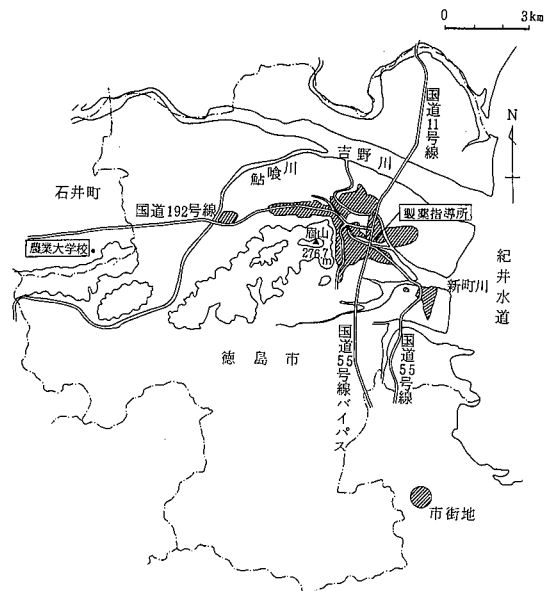 0 3km
N
国道11号線
吉野川
鮎喰川
石井町
国道192号線
製薬指導所
農業大学校
眉山
276.7m
紀井水道
新町川
徳島市
国道55号線バイパス
国道55号線
市街地